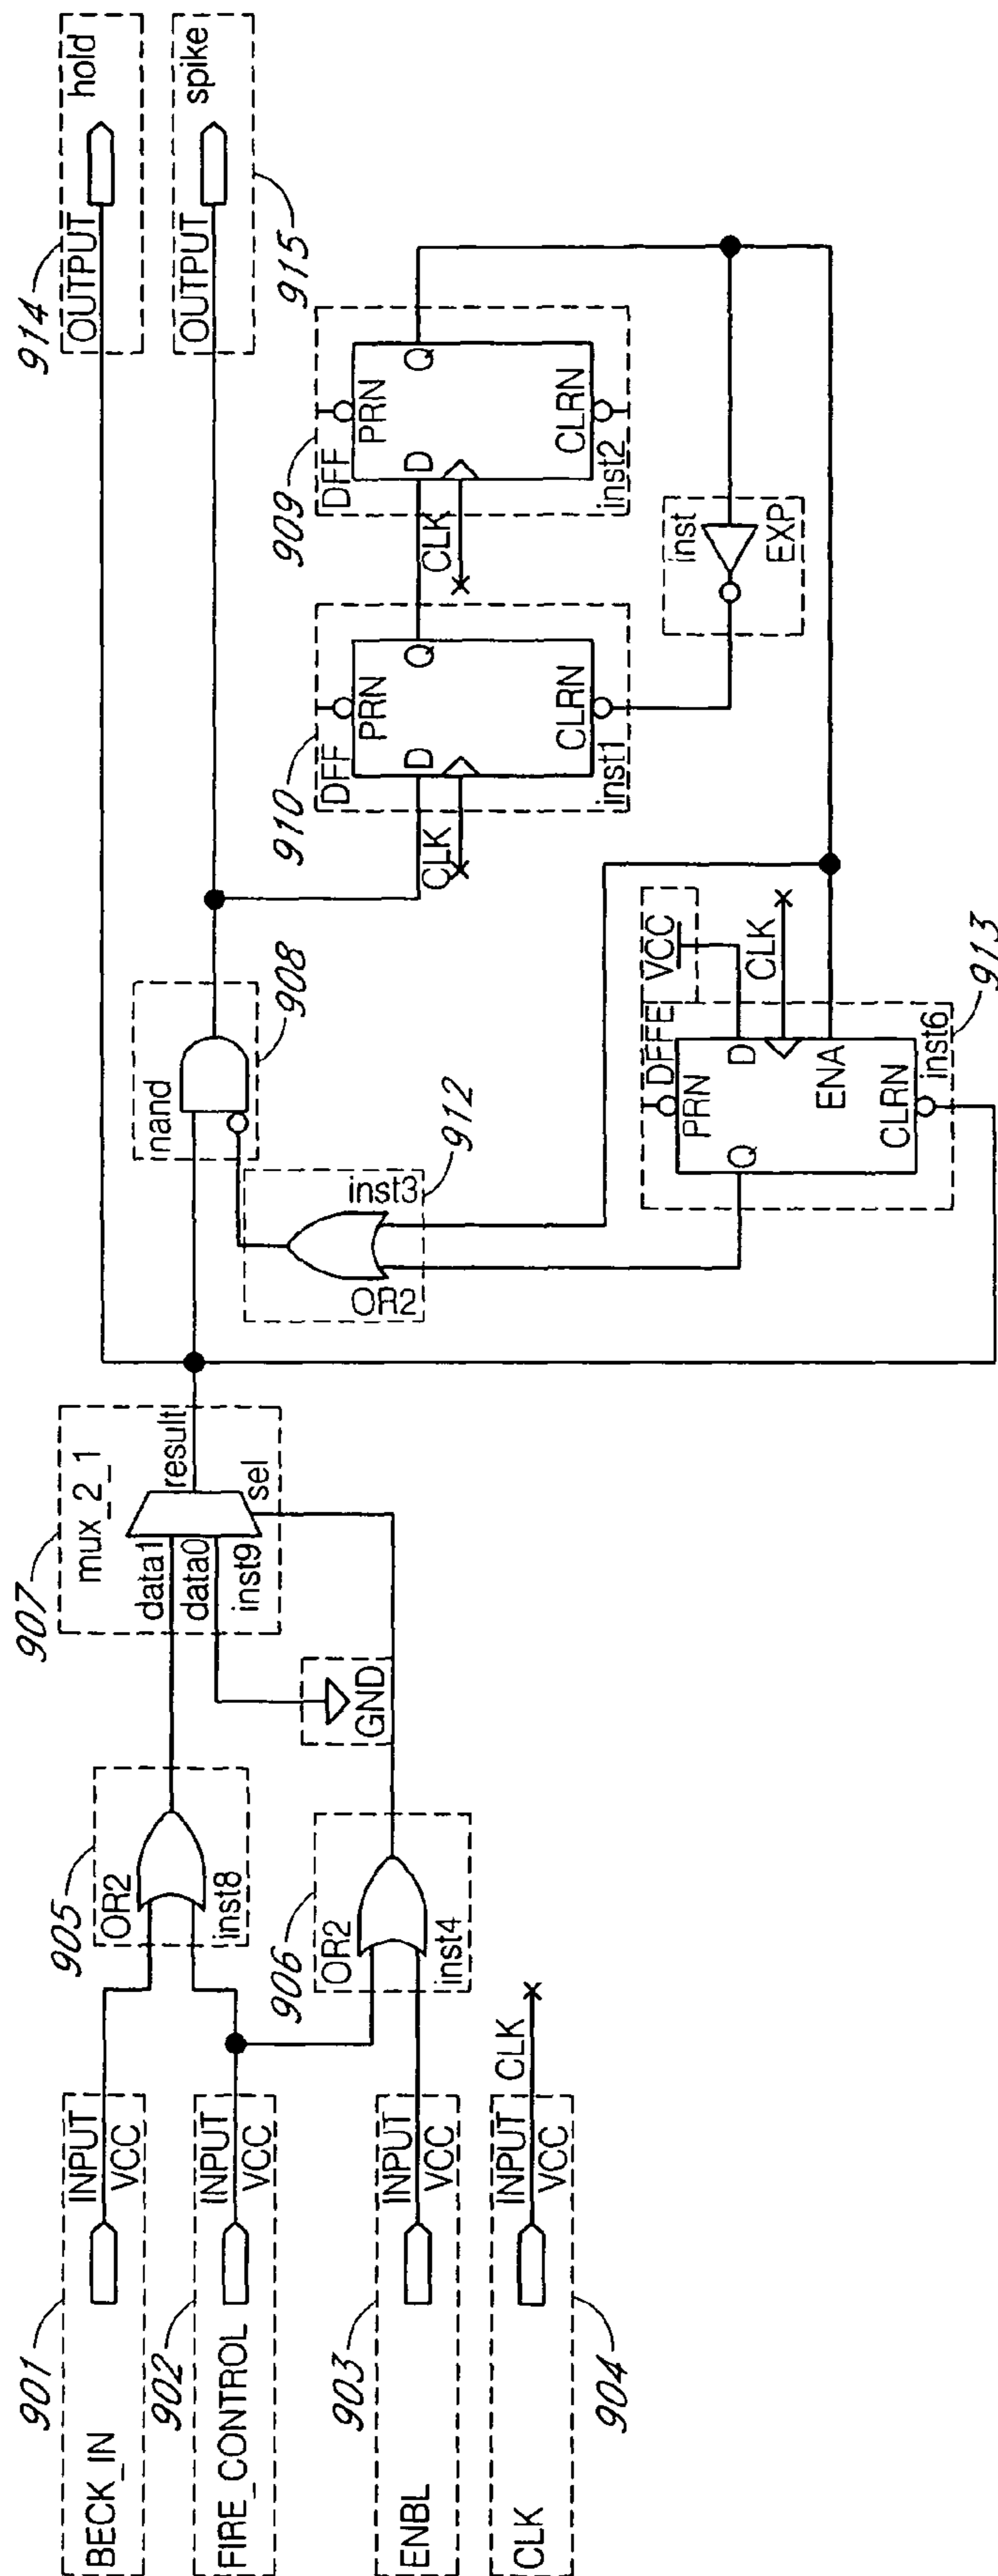 901
BECK_IN
INPUT
VCC
902
FIRE_CONTROL
INPUT
VCC
903
ENBL
INPUT
VCC
904
CLK
INPUT
VCC
CLK
905
OR2
inst8
906
OR2
inst4
GND
907
mux_2_1
data1
data0
inst9
result
sel
nand
908
inst3
OR2
912
VCC
DFFE
PRN
D
CLK
Q
ENA
CLRN
inst6
913
910
DFF
PRN
D
Q
CLK
CLRN
inst1
909
DFF
PRN
D
Q
CLK
CLRN
inst2
inst
EXP
914
OUTPUT
hold
OUTPUT
spike
915